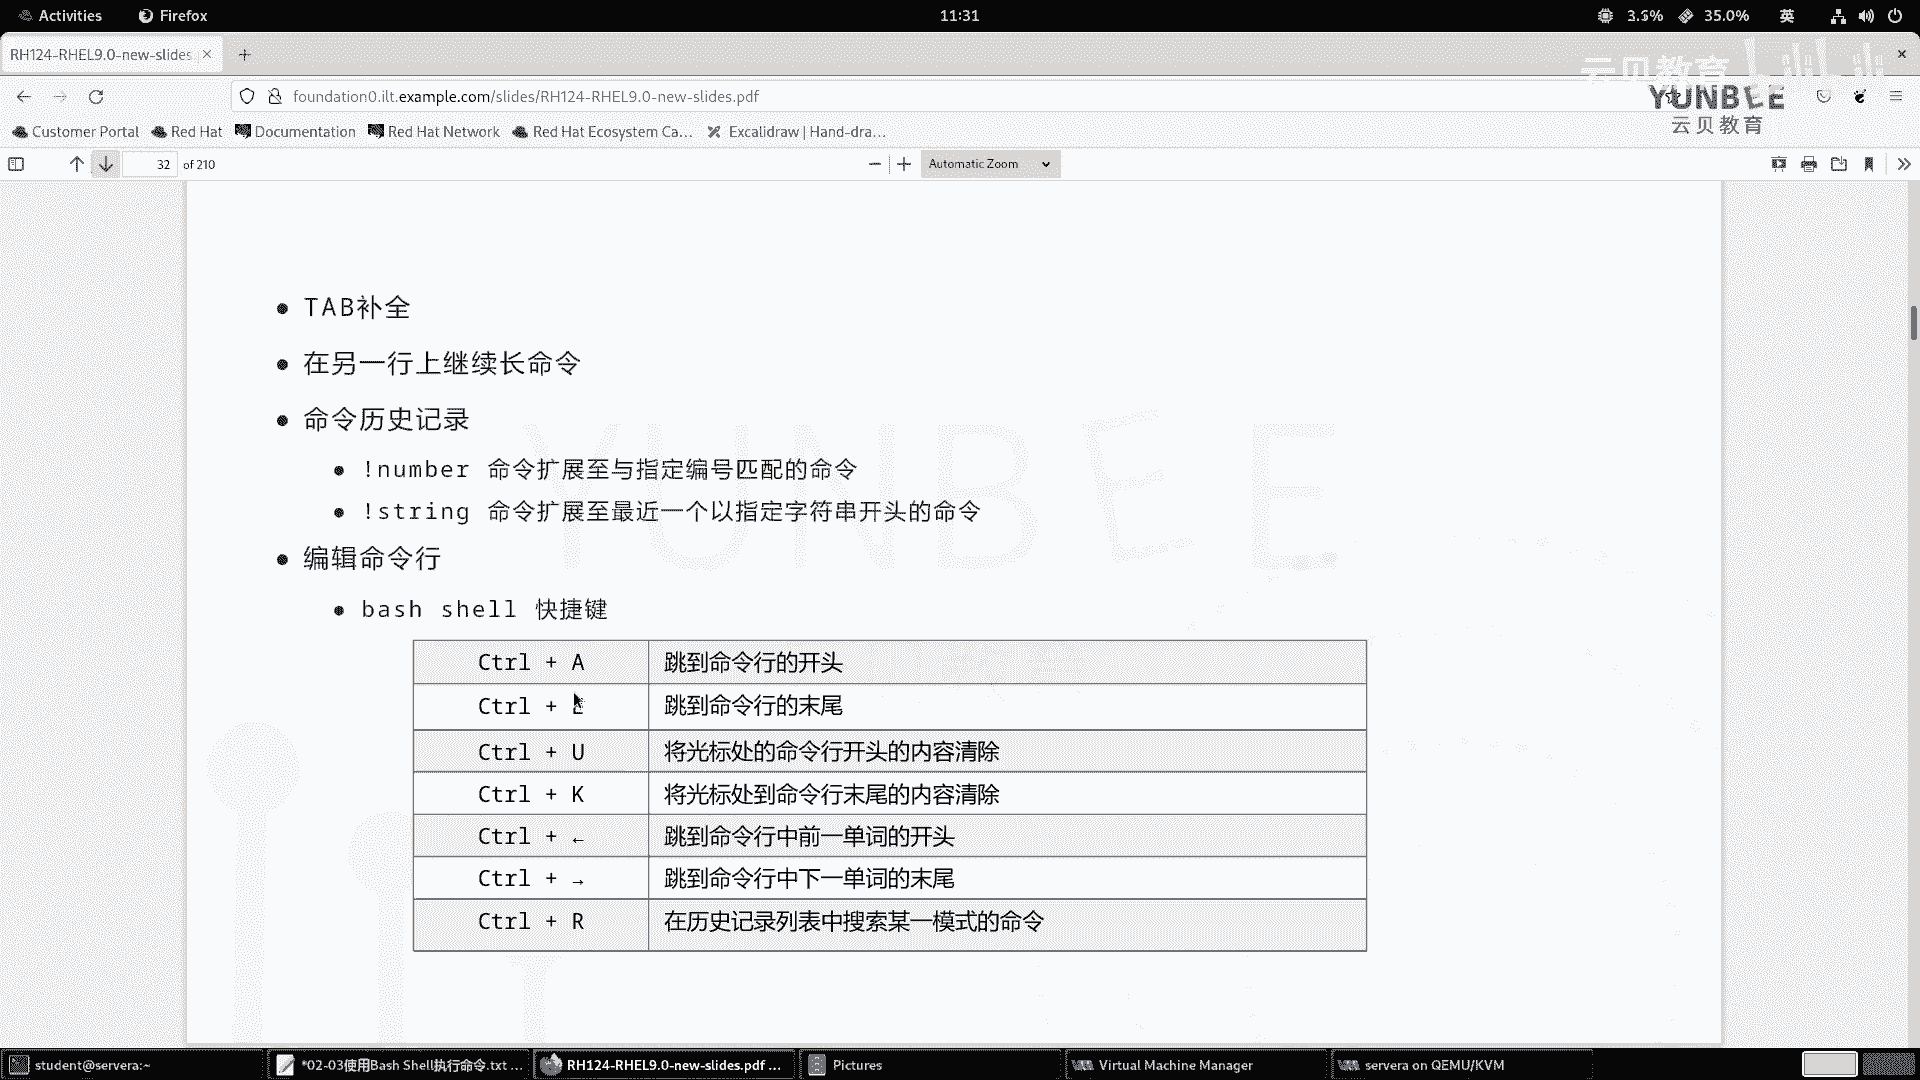 Activities
Firefox
11:31
35.0%
英
RH124-RHEL9.0-new-slides
云贝教育
foundation0.ilt.example.com/slides/RH124-RHEL9.0-new-slides.pdf
YUNBEE
云贝教育
Customer Portal
Red Hat
Documentation
Red Hat Network
Red Hat Ecosystem Ca...
Excalidraw | Hand-dra...
32 of 210
Automatic Zoom
TAB补全
在另一行上继续长命令
命令历史记录
!number 命令扩展至与指定编号匹配的命令
!string 命令扩展至最近一个以指定字符串开头的命令
编辑命令行
bash shell 快捷键
Ctrl + A 跳到命令行的开头
Ctrl + 跳到命令行的末尾
Ctrl + U 将光标处的命令行开头的内容清除
Ctrl + K 将光标处到命令行末尾的内容清除
Ctrl + ← 跳到命令行中前一单词的开头
Ctrl + → 跳到命令行中下一单词的末尾
Ctrl + R 在历史记录列表中搜索某一模式的命令
YUNBEE
student@servera:~
*02-03使用Bash Shell执行命令.txt ...
RH124-RHEL9.0-new-slides.pdf ...
Pictures
Virtual Machine Manager
servera on QEMU/KVM